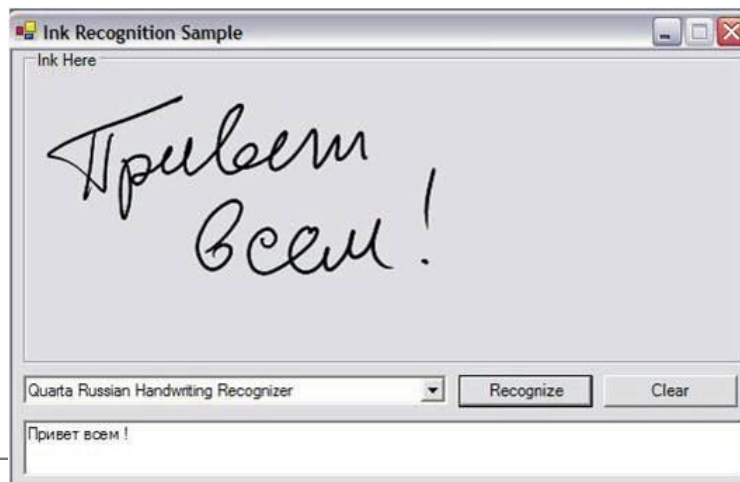 Ink Recognition Sample
Ink Here
Привет
всем!
Quarta Russian Handwriting Recognizer
Recognize
Clear
Привет всем !